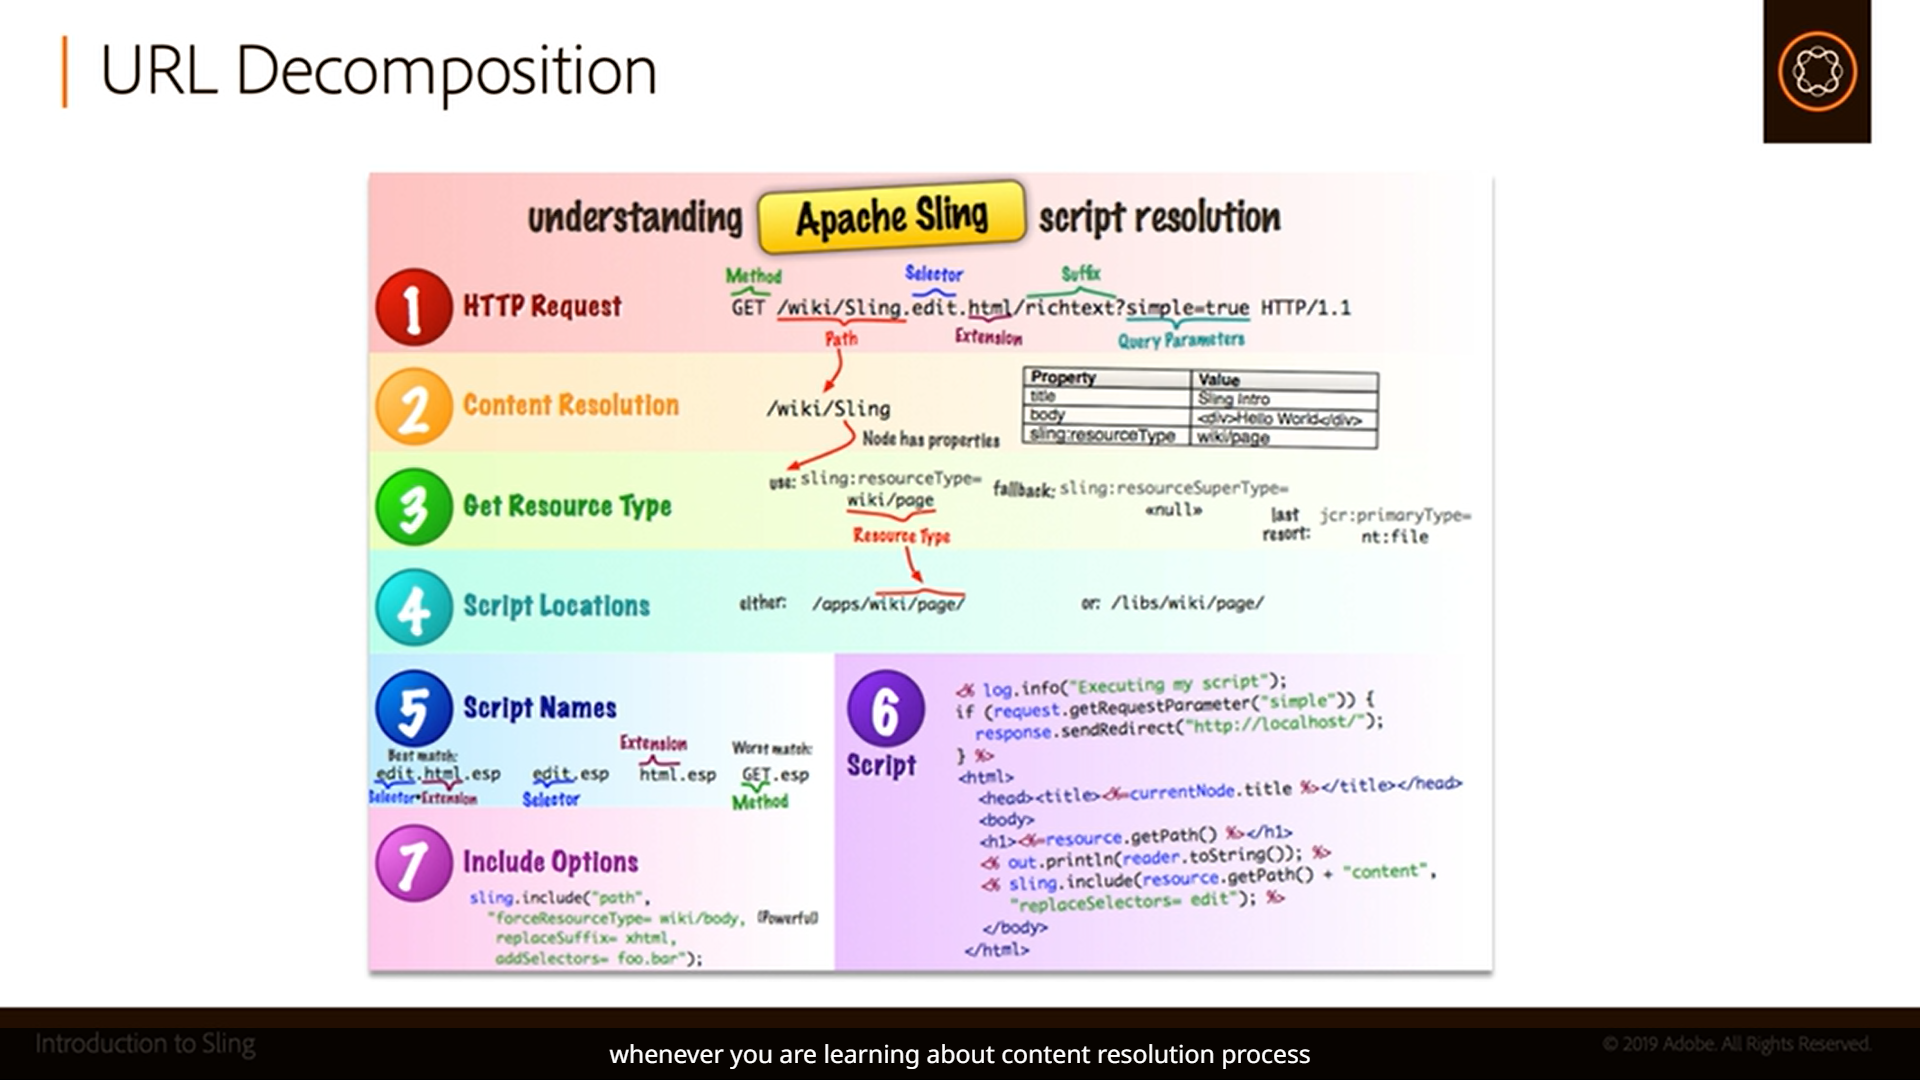 URL Decomposition
understanding Apache Sling script resolution
Method Selector Suffix
1 HTTP Request GET /wiki/Sling.edit.html/richtext?simple=true HTTP/1.1
Path Extension Query Parameters
2 Content Resolution /wiki/Sling
Node has properties
Property Value
title Sling Intro
body <div>Hello World</div>
sling:resourceType wiki/page
3 Get Resource Type
use: sling:resourceType=
wiki/page
Resource Type
fallback: sling:resourceSuperType=
«null»
last resort: jcr:primaryType=
nt:file
4 Script Locations either: /apps/wiki/page/ or: /libs/wiki/page/
5 Script Names
Best match: Extension Worst match:
edit.html.esp edit.esp html.esp GET.esp
Selector+Extension Selector Method
6 Script
<% log.info("Executing my script");
if (request.getRequestParameter("simple")) {
response.sendRedirect("http://localhost/");
} %>
<html>
<head><title><%=currentNode.title %></title></head>
<body>
<h1><%=resource.getPath() %></h1>
<% out.println(reader.toString()); %>
<% sling.include(resource.getPath() + "content",
"replaceSelectors= edit"); %>
</body>
</html>
7 Include Options
sling.include("path",
"forceResourceType= wiki/body, (Powerful)
replaceSuffix= xhtml,
addSelectors= foo.bar");
Introduction to Sling
© 2019 Adobe. All Rights Reserved.
whenever you are learning about content resolution process